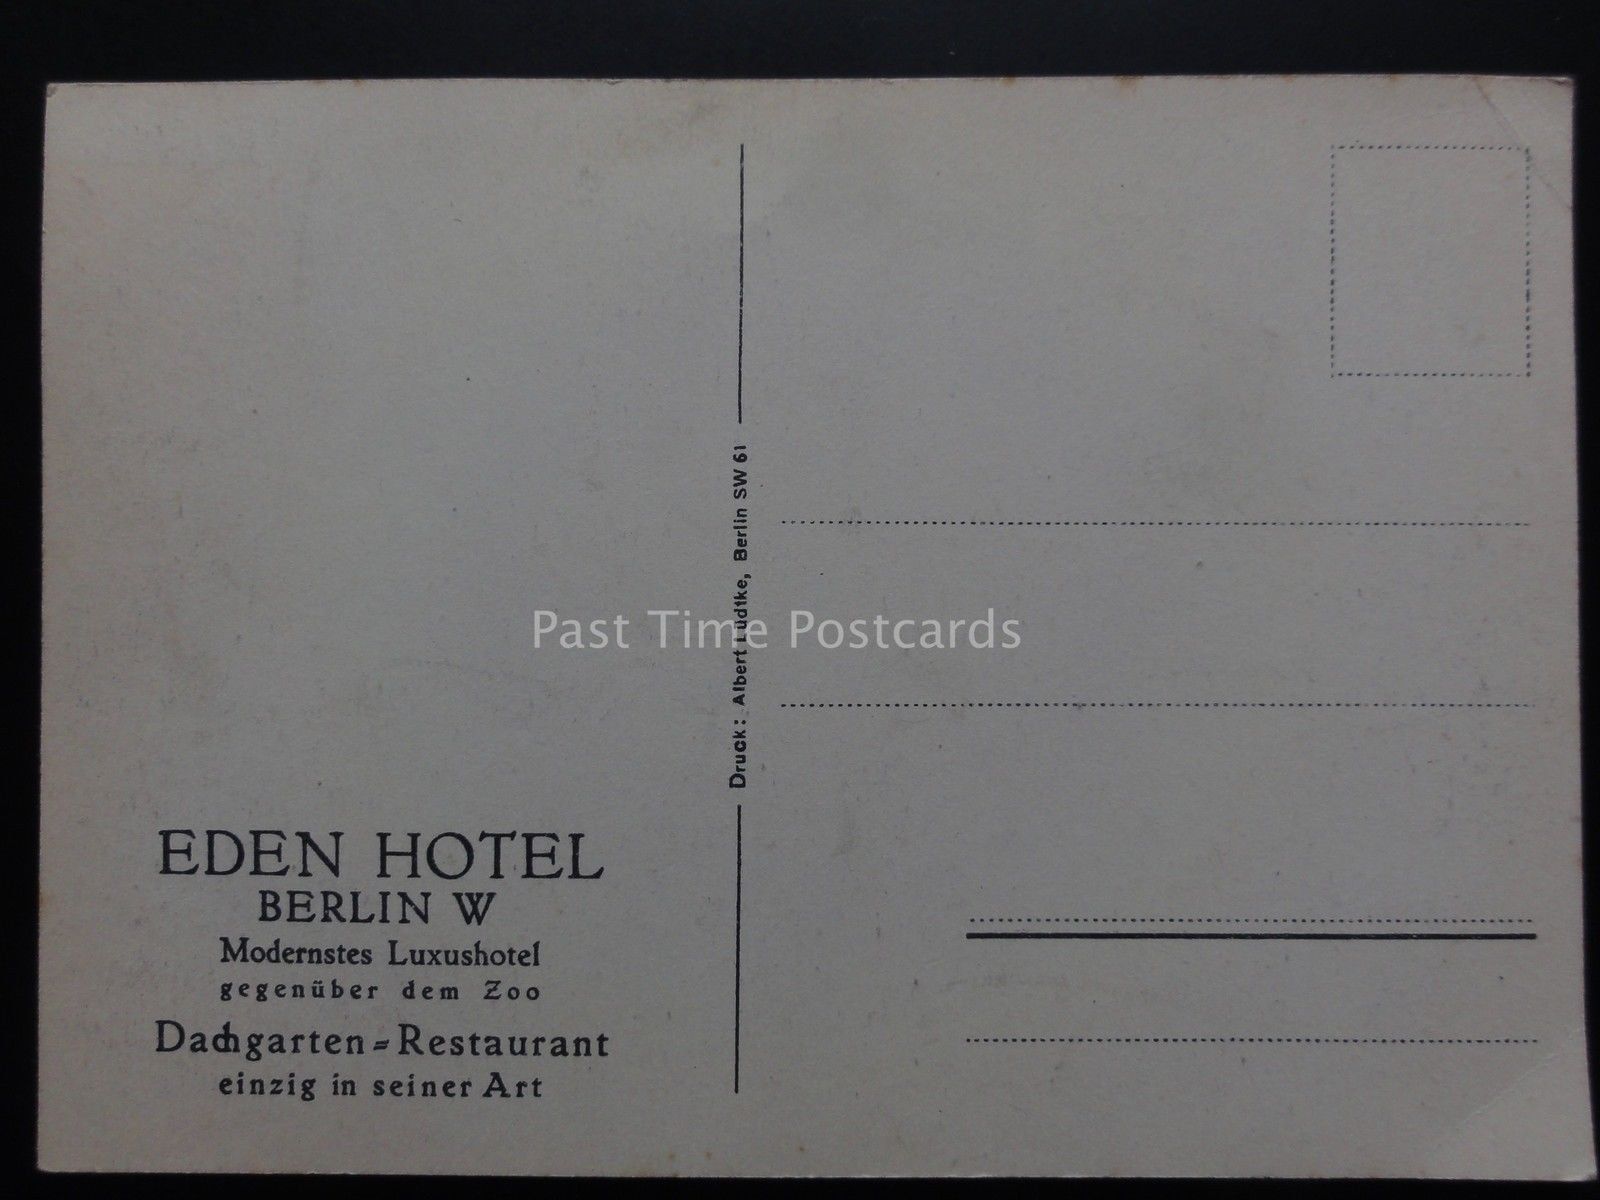 EDEN HOTEL
BERLIN W
Modernstes Luxushotel
gegenüber dem Zoo
Dachgarten=Restaurant
einzig in seiner Art
Druck: Albert Lüdtke, Berlin SW 61
Past Time Postcards